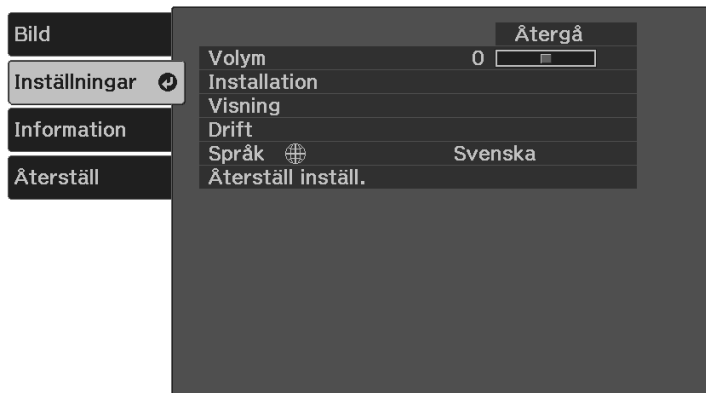 Bild
Inställningar
Information
Återställ
Återgå
Volym 0
Installation
Visning
Drift
Språk Svenska
Återställ inställ.